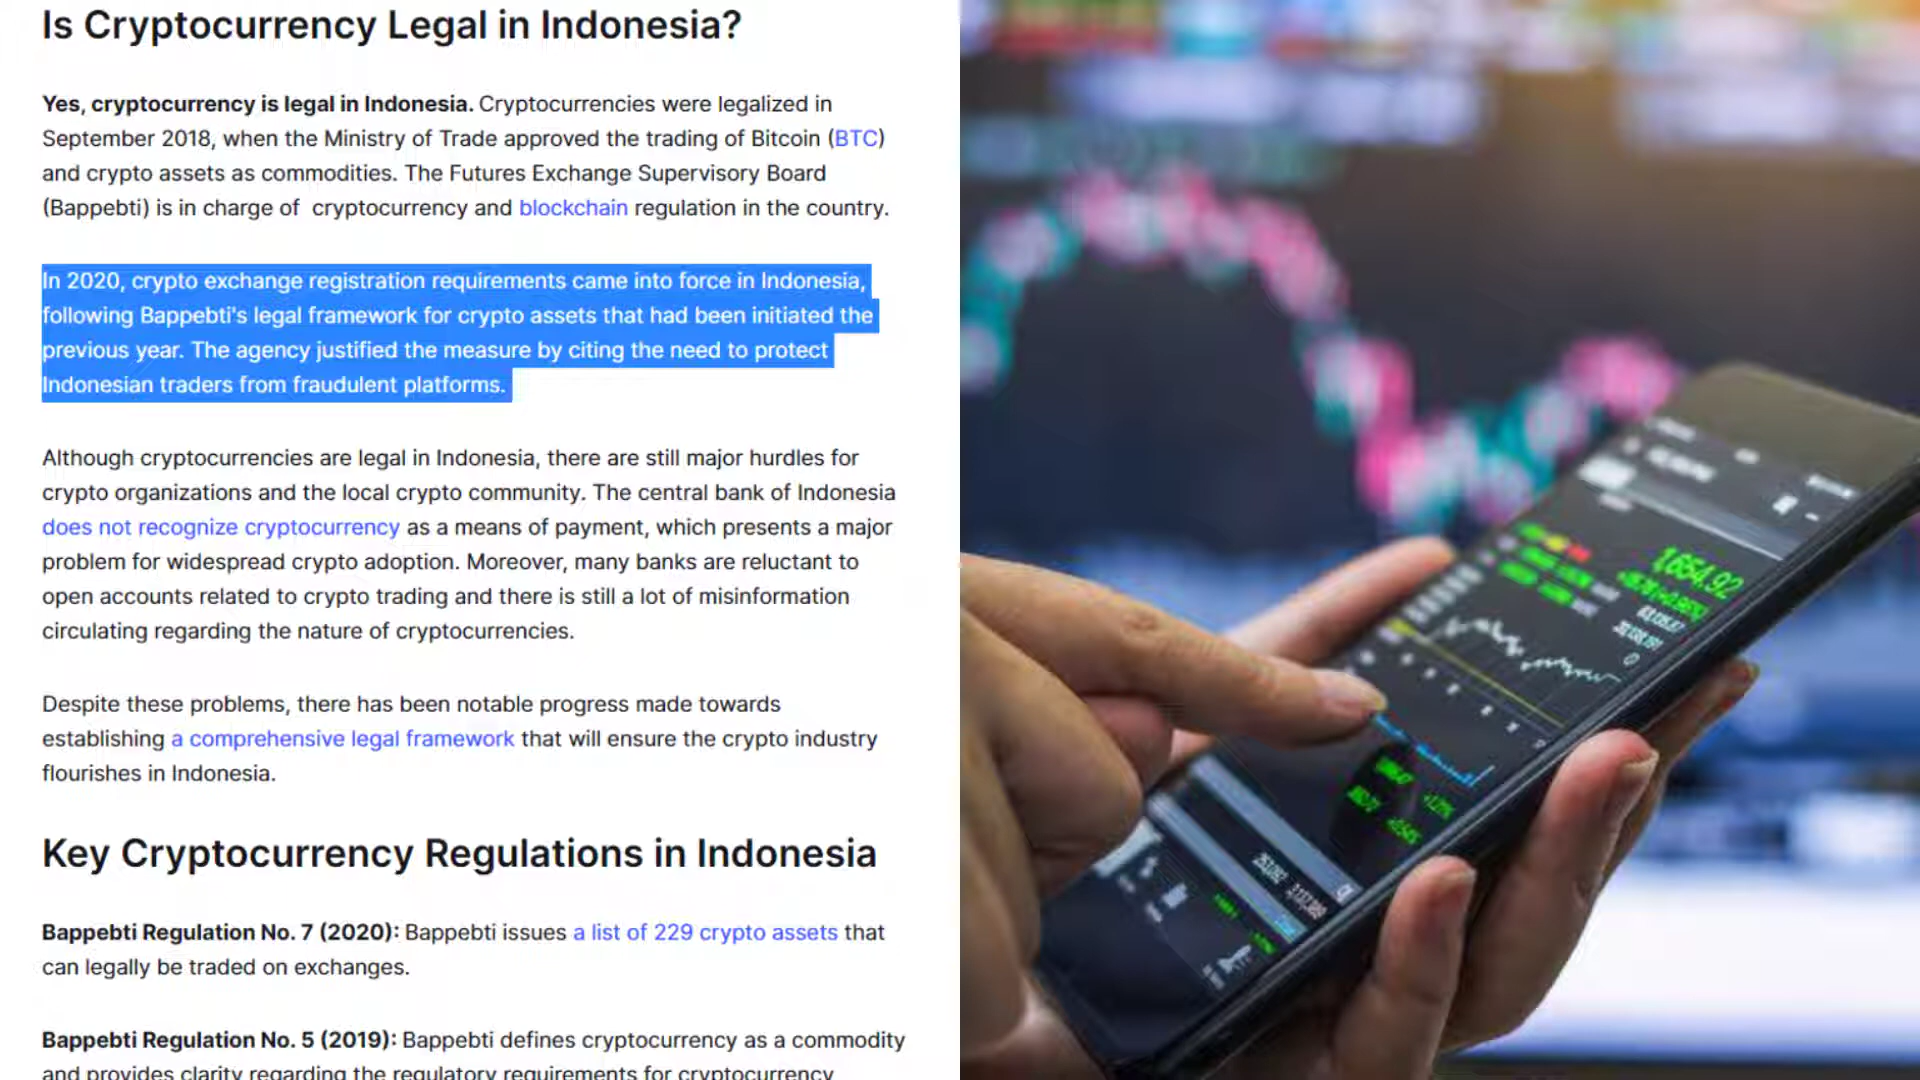 Is Cryptocurrency Legal in Indonesia?
Yes, cryptocurrency is legal in Indonesia. Cryptocurrencies were legalized in
September 2018, when the Ministry of Trade approved the trading of Bitcoin (BTC)
and crypto assets as commodities. The Futures Exchange Supervisory Board
(Bappebti) is in charge of  cryptocurrency and blockchain regulation in the country.
In 2020, crypto exchange registration requirements came into force in Indonesia,
following Bappebti's legal framework for crypto assets that had been initiated the
previous year. The agency justified the measure by citing the need to protect
Indonesian traders from fraudulent platforms.
Although cryptocurrencies are legal in Indonesia, there are still major hurdles for
crypto organizations and the local crypto community. The central bank of Indonesia
does not recognize cryptocurrency as a means of payment, which presents a major
problem for widespread crypto adoption. Moreover, many banks are reluctant to
open accounts related to crypto trading and there is still a lot of misinformation
circulating regarding the nature of cryptocurrencies.
Despite these problems, there has been notable progress made towards
establishing a comprehensive legal framework that will ensure the crypto industry
flourishes in Indonesia.
Key Cryptocurrency Regulations in Indonesia
Bappebti Regulation No. 7 (2020): Bappebti issues a list of 229 crypto assets that
can legally be traded on exchanges.
Bappebti Regulation No. 5 (2019): Bappebti defines cryptocurrency as a commodity
and provides clarity regarding the regulatory requirements for cryptocurrency
1,654.92